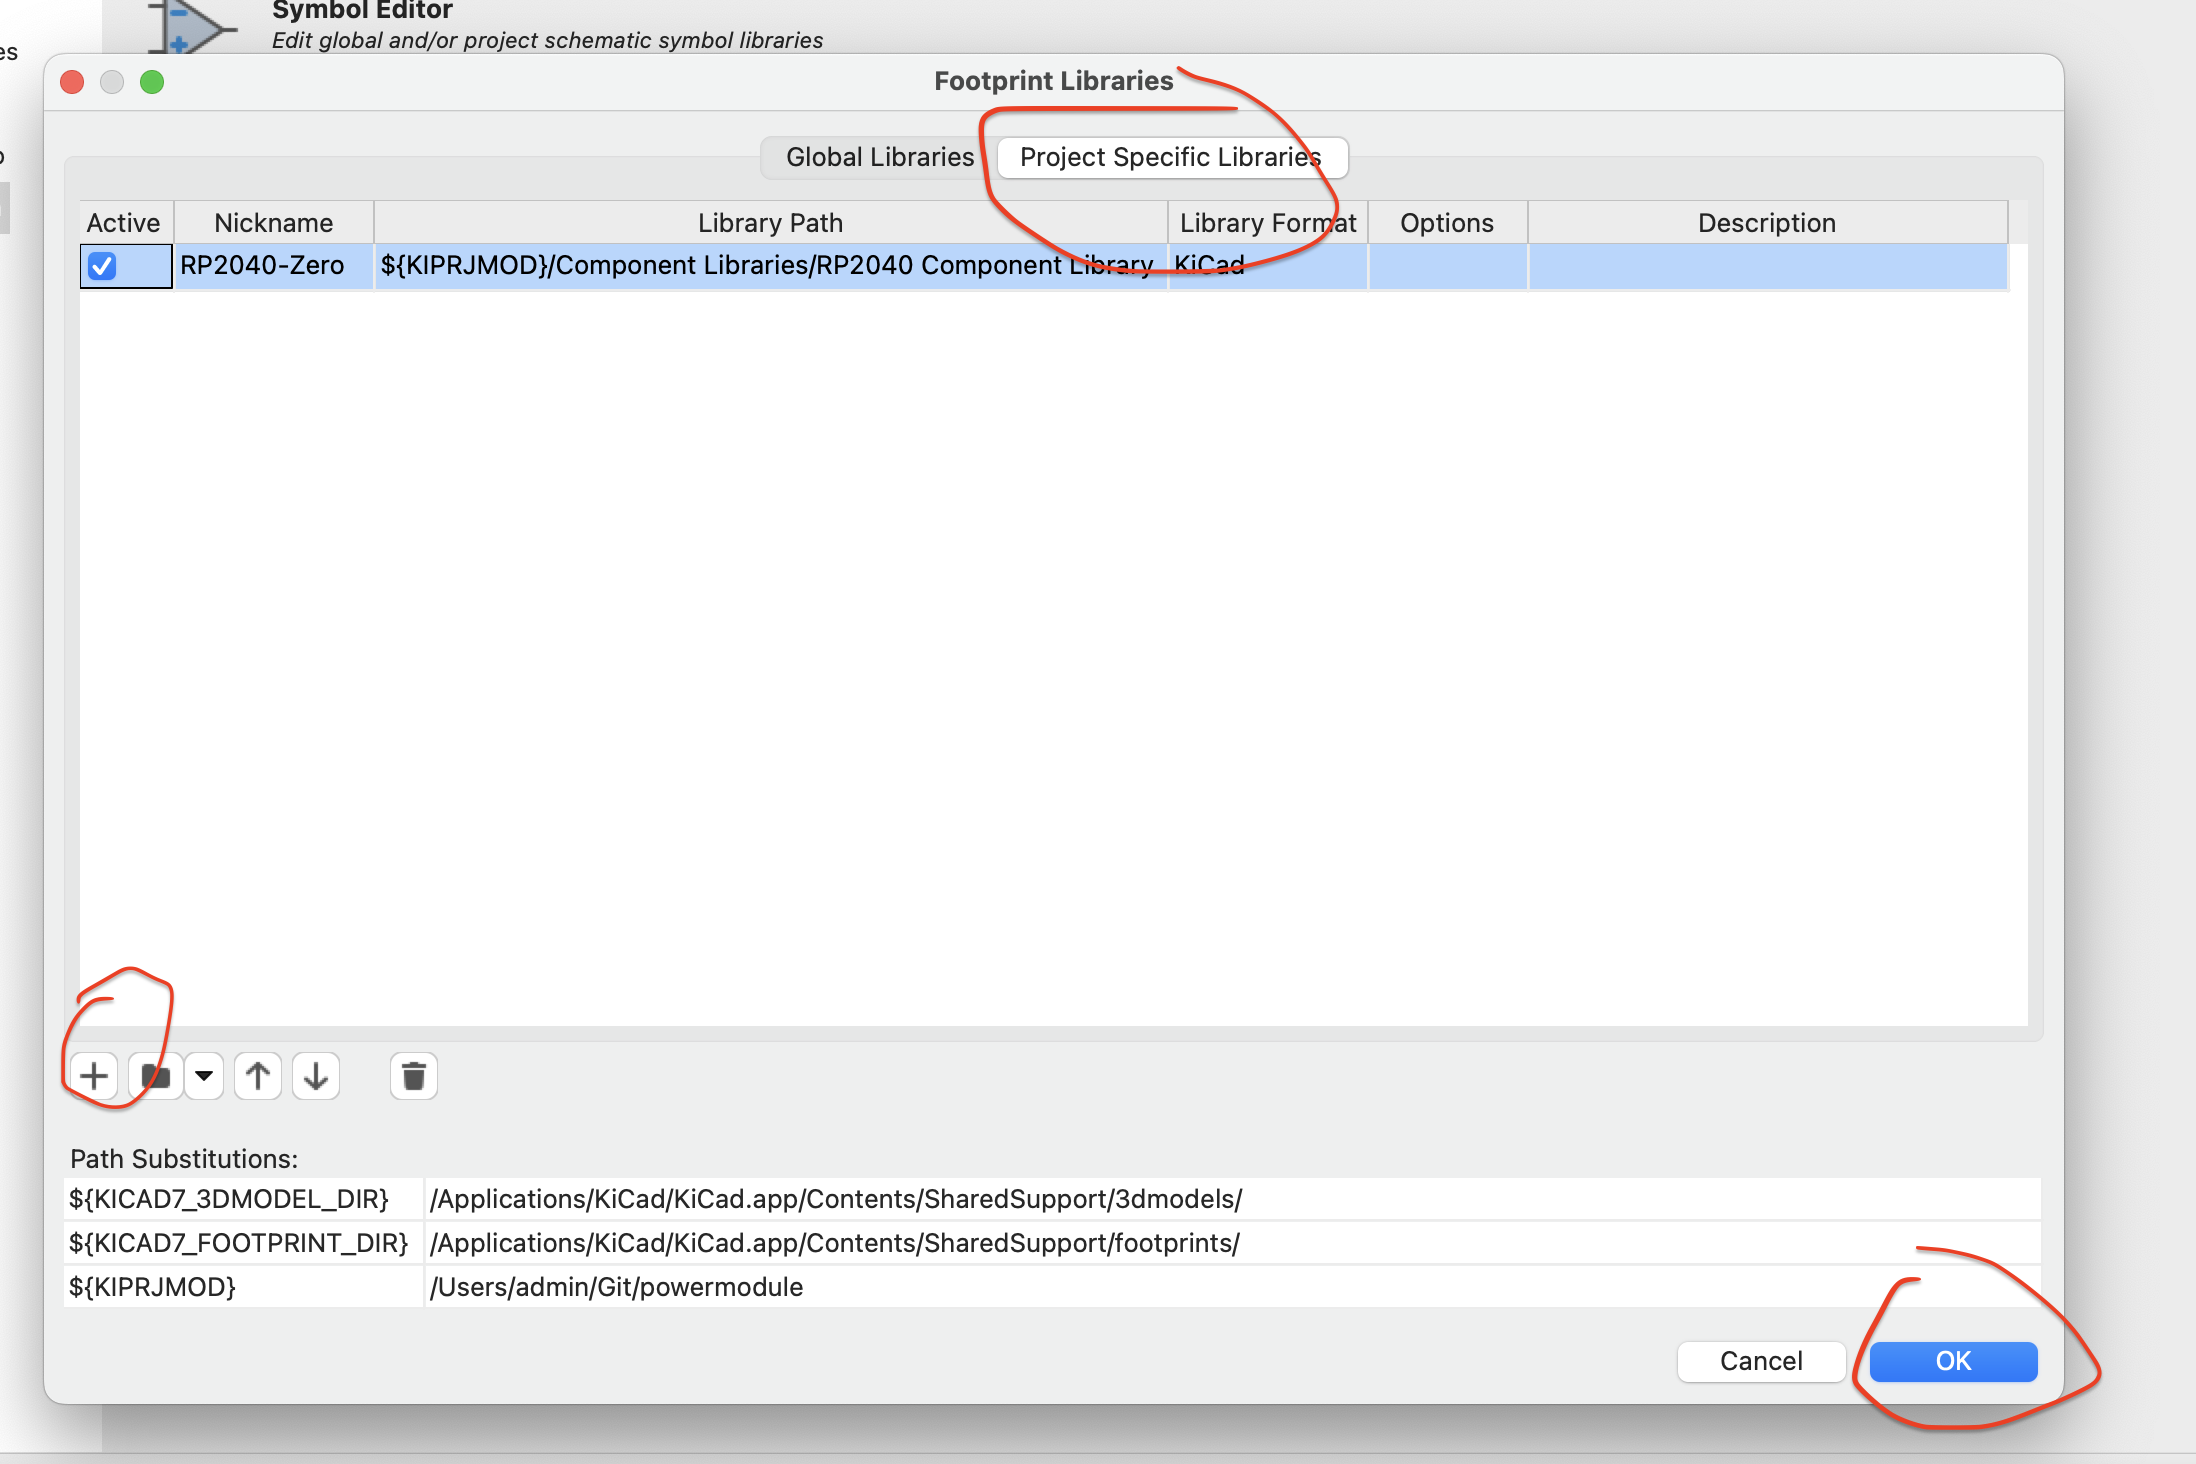 Symbol Editor
Edit global and/or project schematic symbol libraries
es
Footprint Libraries
Global Libraries Project Specific Libraries
Active Nickname Library Path Library Format Options Description
RP2040-Zero ${KIPRJMOD}/Component Libraries/RP2040 Component Library KiCad
Path Substitutions:
${KICAD7_3DMODEL_DIR} /Applications/KiCad/KiCad.app/Contents/SharedSupport/3dmodels/
${KICAD7_FOOTPRINT_DIR} /Applications/KiCad/KiCad.app/Contents/SharedSupport/footprints/
${KIPRJMOD} /Users/admin/Git/powermodule
Cancel OK